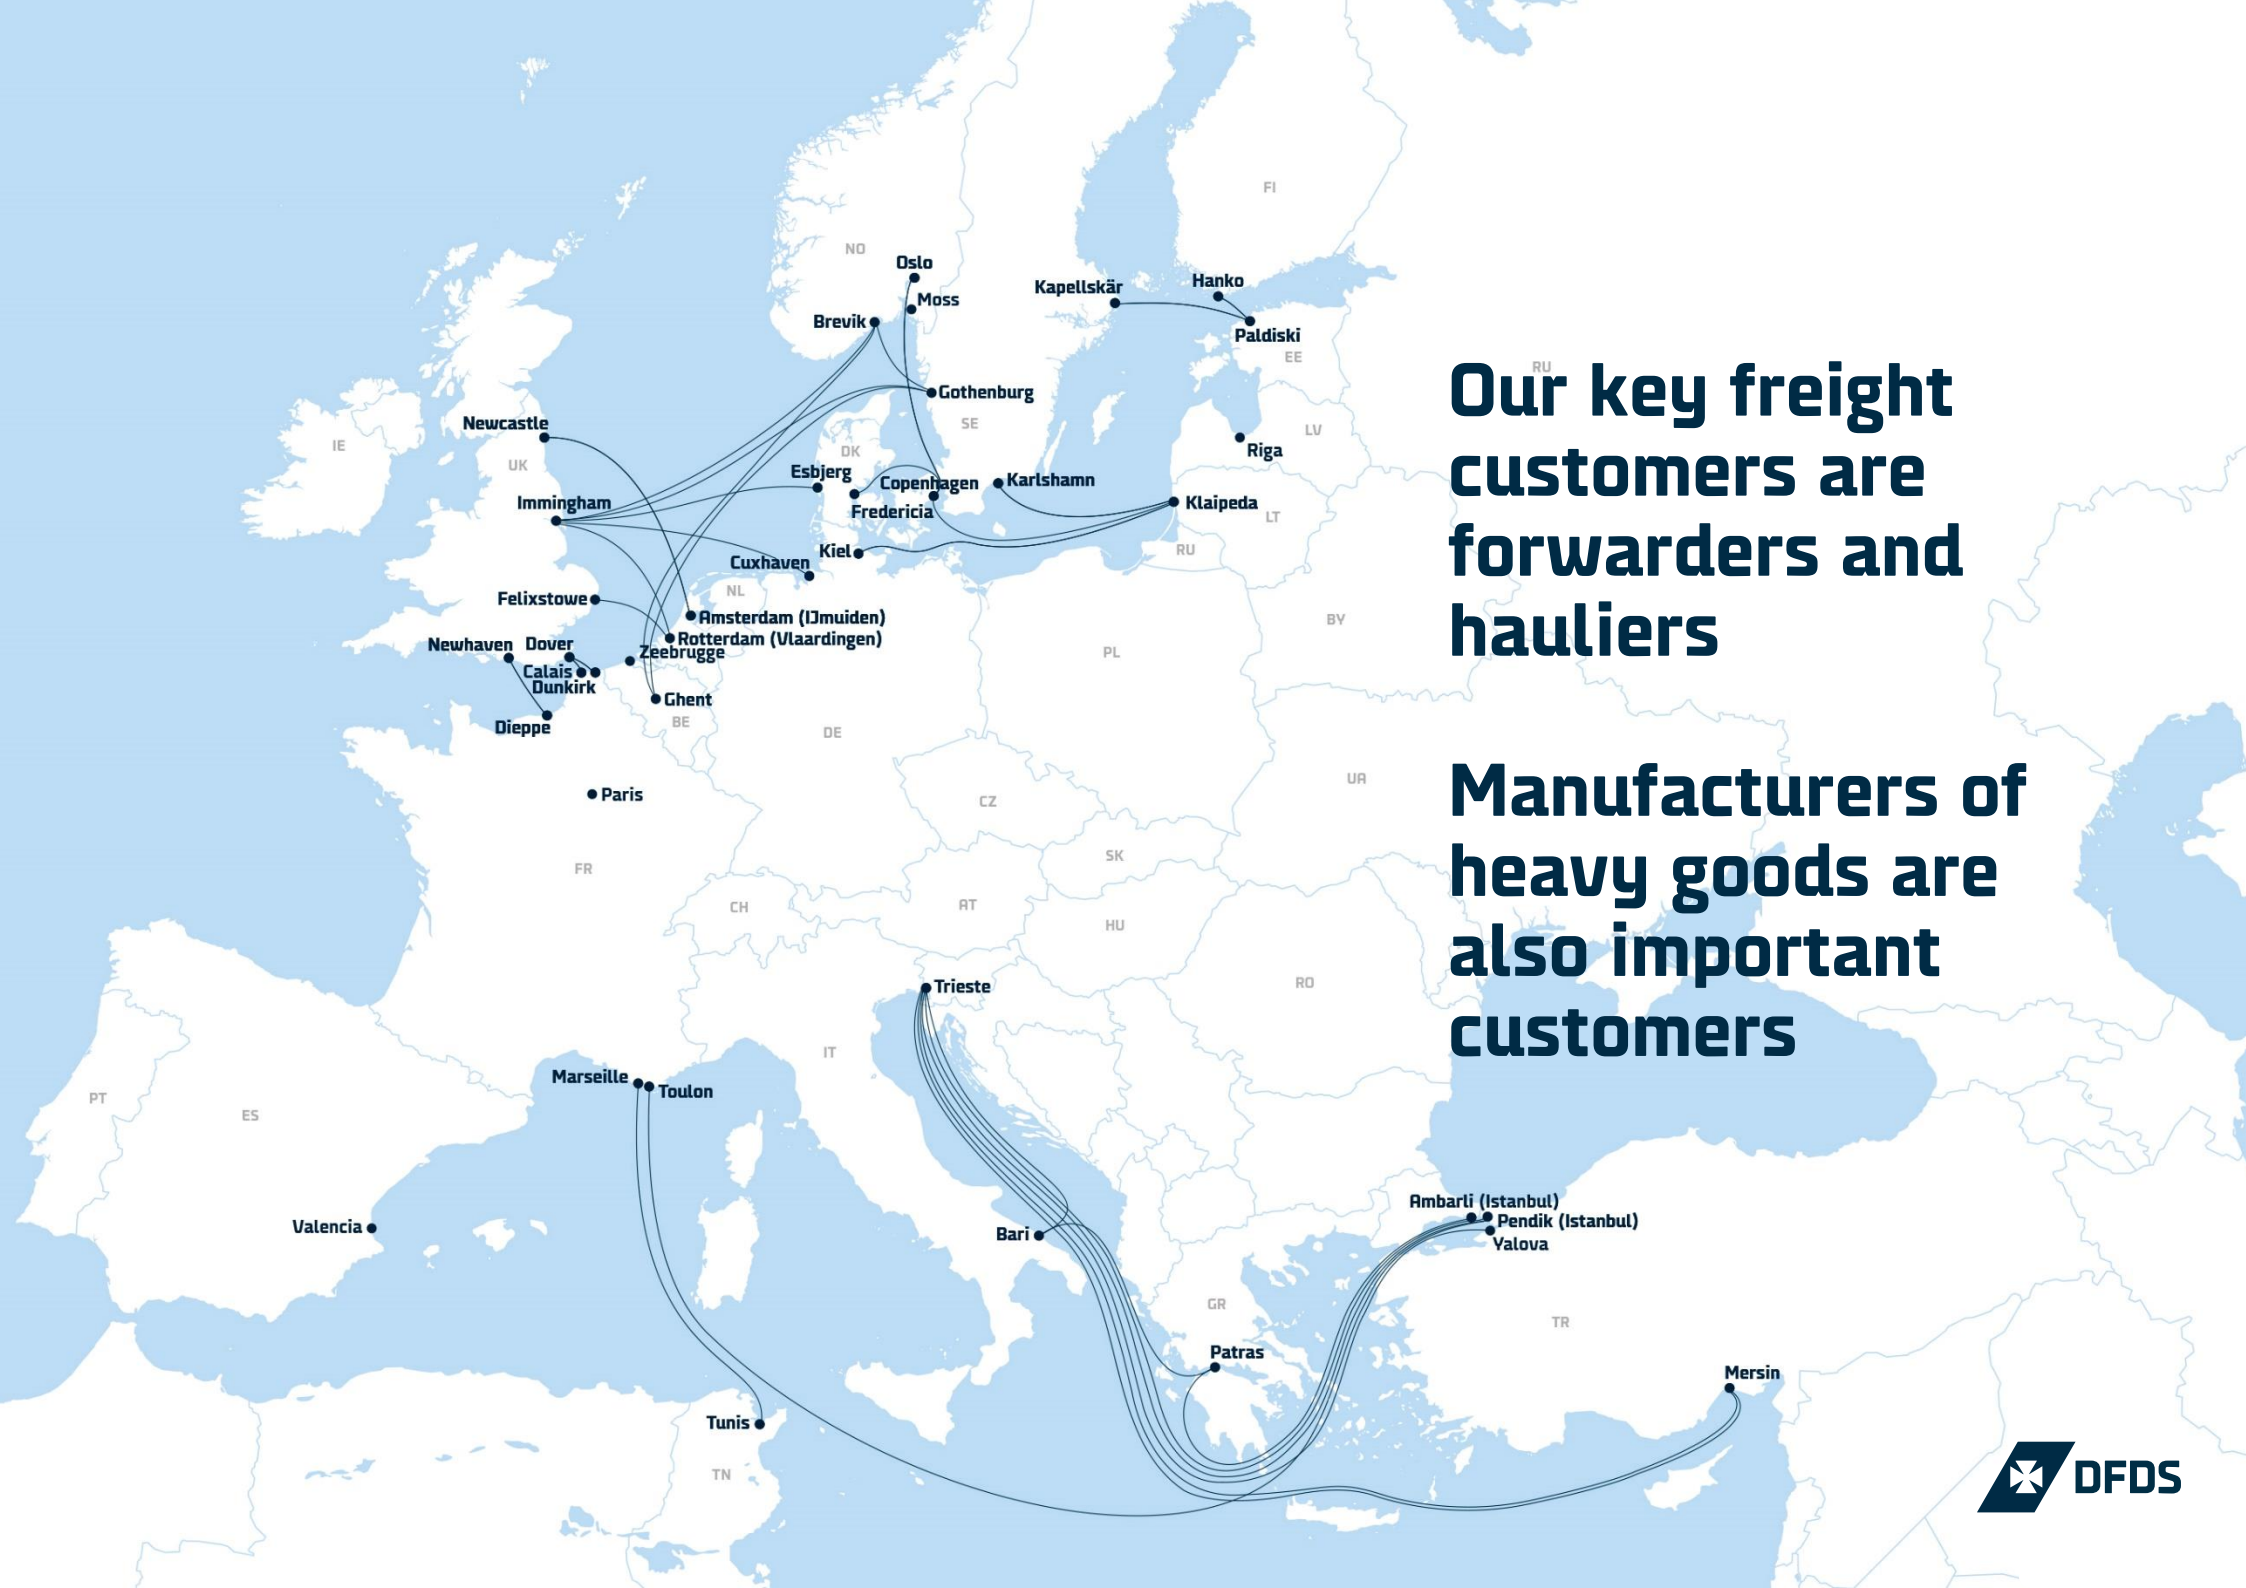 FI
NO
Oslo
Kapellskär
Hanko
Moss
Brevik
Paldiski
EE
RU
Our key freight
customers are
forwarders and
hauliers
Gothenburg
SE
Newcastle
LV
IE
DK
Riga
UK
Esbjerg
Copenhagen
Karlshamn
Immingham
Fredericia
Klaipeda
LT
Kiel
RU
Cuxhaven
NL
Felixstowe
Amsterdam (IJmuiden)
BY
Rotterdam (Vlaardingen)
Newhaven
Dover
Zeebrugge
PL
Calais
Dunkirk
Ghent
BE
Dieppe
DE
UA
Manufacturers of
heavy goods are
also important
customers
Paris
CZ
SK
FR
CH
AT
HU
RO
Trieste
IT
Marseille
Toulon
PT
ES
Ambarli (Istanbul)
Pendik (Istanbul)
Valencia
Bari
Yalova
GR
TR
Patras
Mersin
Tunis
TN
DFDS